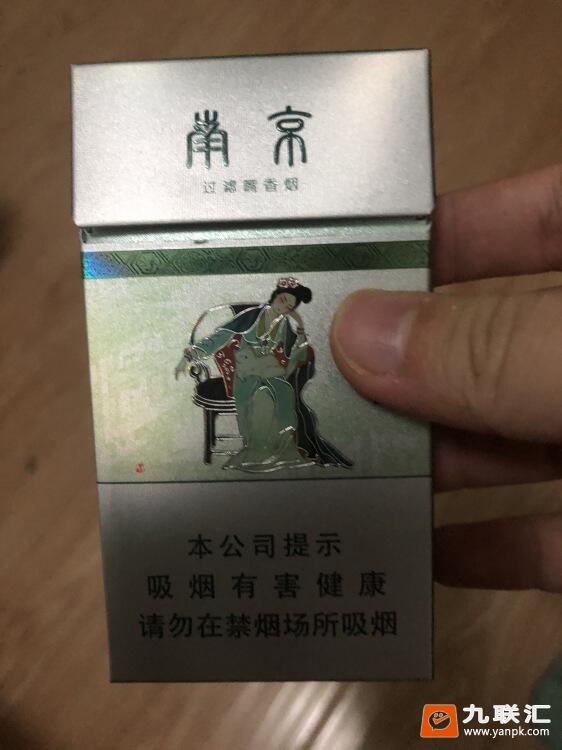 南京
过滤嘴香烟
本公司提示
吸烟有害健康
请勿在禁烟场所吸烟
九联汇
www.yanpk.com